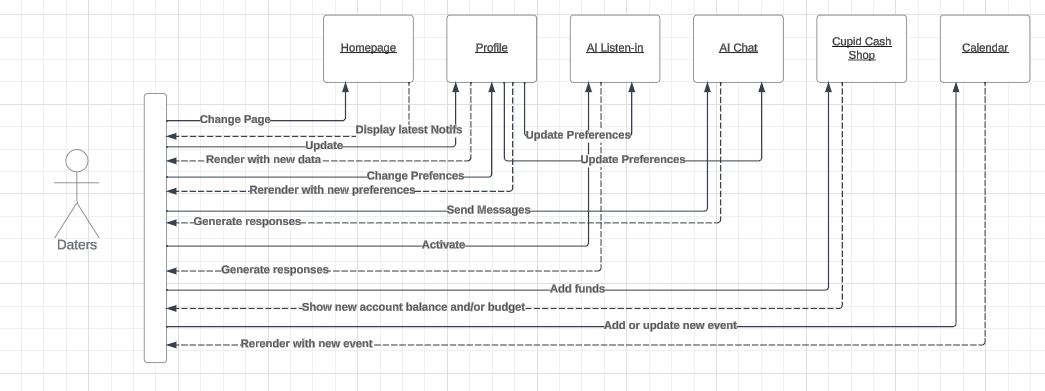 Homepage
Profile
AI Listen-in
AI Chat
Cupid Cash
Shop
Calendar
Change Page
Display latest Notifs
Update Preferences
Update
Render with new data
Update Preferences
Change Prefences
Rerender with new preferences
Send Messages
Generate responses
Daters
Activate
Generate responses
Add funds
Show new account balance and/or budget
Add or update new event
Rerender with new event